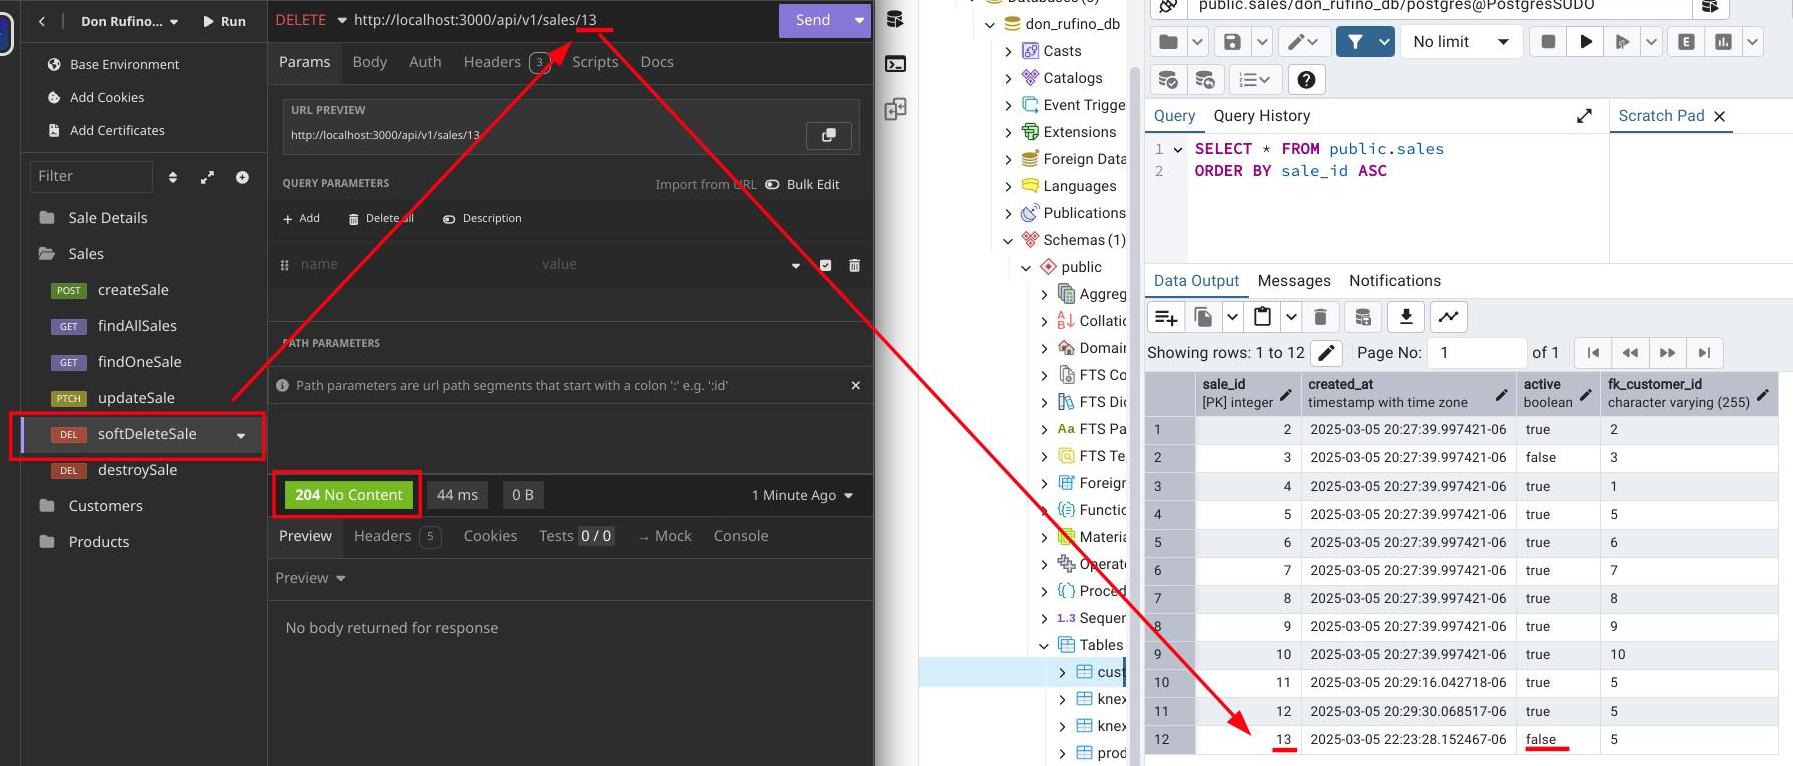 Don Rufino...
Run
Base Environment
Add Cookies
Add Certificates
Filter
Sale Details
Sales
POST createSale
GET findAllSales
GET findOneSale
PTCH updateSale
DEL softDeleteSale
DEL destroySale
Customers
Products
DELETE http://localhost:3000/api/v1/sales/13
Send
Params Body Auth Headers 3 Scripts Docs
URL PREVIEW
http://localhost:3000/api/v1/sales/13
QUERY PARAMETERS Import from URL Bulk Edit
Add Delete all Description
name value
PATH PARAMETERS
Path parameters are url path segments that start with a colon ':' e.g. ':id'
204 No Content 44 ms 0 B 1 Minute Ago
Preview Headers 5 Cookies Tests 0 / 0 → Mock Console
Preview
No body returned for response
don_rufino_db
Casts
Catalogs
Event Trigge
Extensions
Foreign Data
Languages
Publications
Schemas (1)
public
Aggreg
Collatic
Domain
FTS Co
FTS Dic
Aa FTS Pa
FTS Te
Foreigr
Functic
Materia
Operat
Proced
1..3 Sequer
Tables
cust
knex
knex
prod
public.sales/don_rufino_db/postgres@PostgresSUDO
No limit
E
Query Query History
Scratch Pad
1 SELECT * FROM public.sales
2 ORDER BY sale_id ASC
Data Output Messages Notifications
Showing rows: 1 to 12 Page No: 1 of 1
sale_id created_at active fk_customer_id
[PK] integer timestamp with time zone boolean character varying (255)
1 2 2025-03-05 20:27:39.997421-06 true 2
2 3 2025-03-05 20:27:39.997421-06 false 3
3 4 2025-03-05 20:27:39.997421-06 true 1
4 5 2025-03-05 20:27:39.997421-06 true 5
5 6 2025-03-05 20:27:39.997421-06 true 6
6 7 2025-03-05 20:27:39.997421-06 true 7
7 8 2025-03-05 20:27:39.997421-06 true 8
8 9 2025-03-05 20:27:39.997421-06 true 9
9 10 2025-03-05 20:27:39.997421-06 true 10
10 11 2025-03-05 20:29:16.042718-06 true 5
11 12 2025-03-05 20:29:30.068517-06 true 5
12 13 2025-03-05 22:23:28.152467-06 false 5